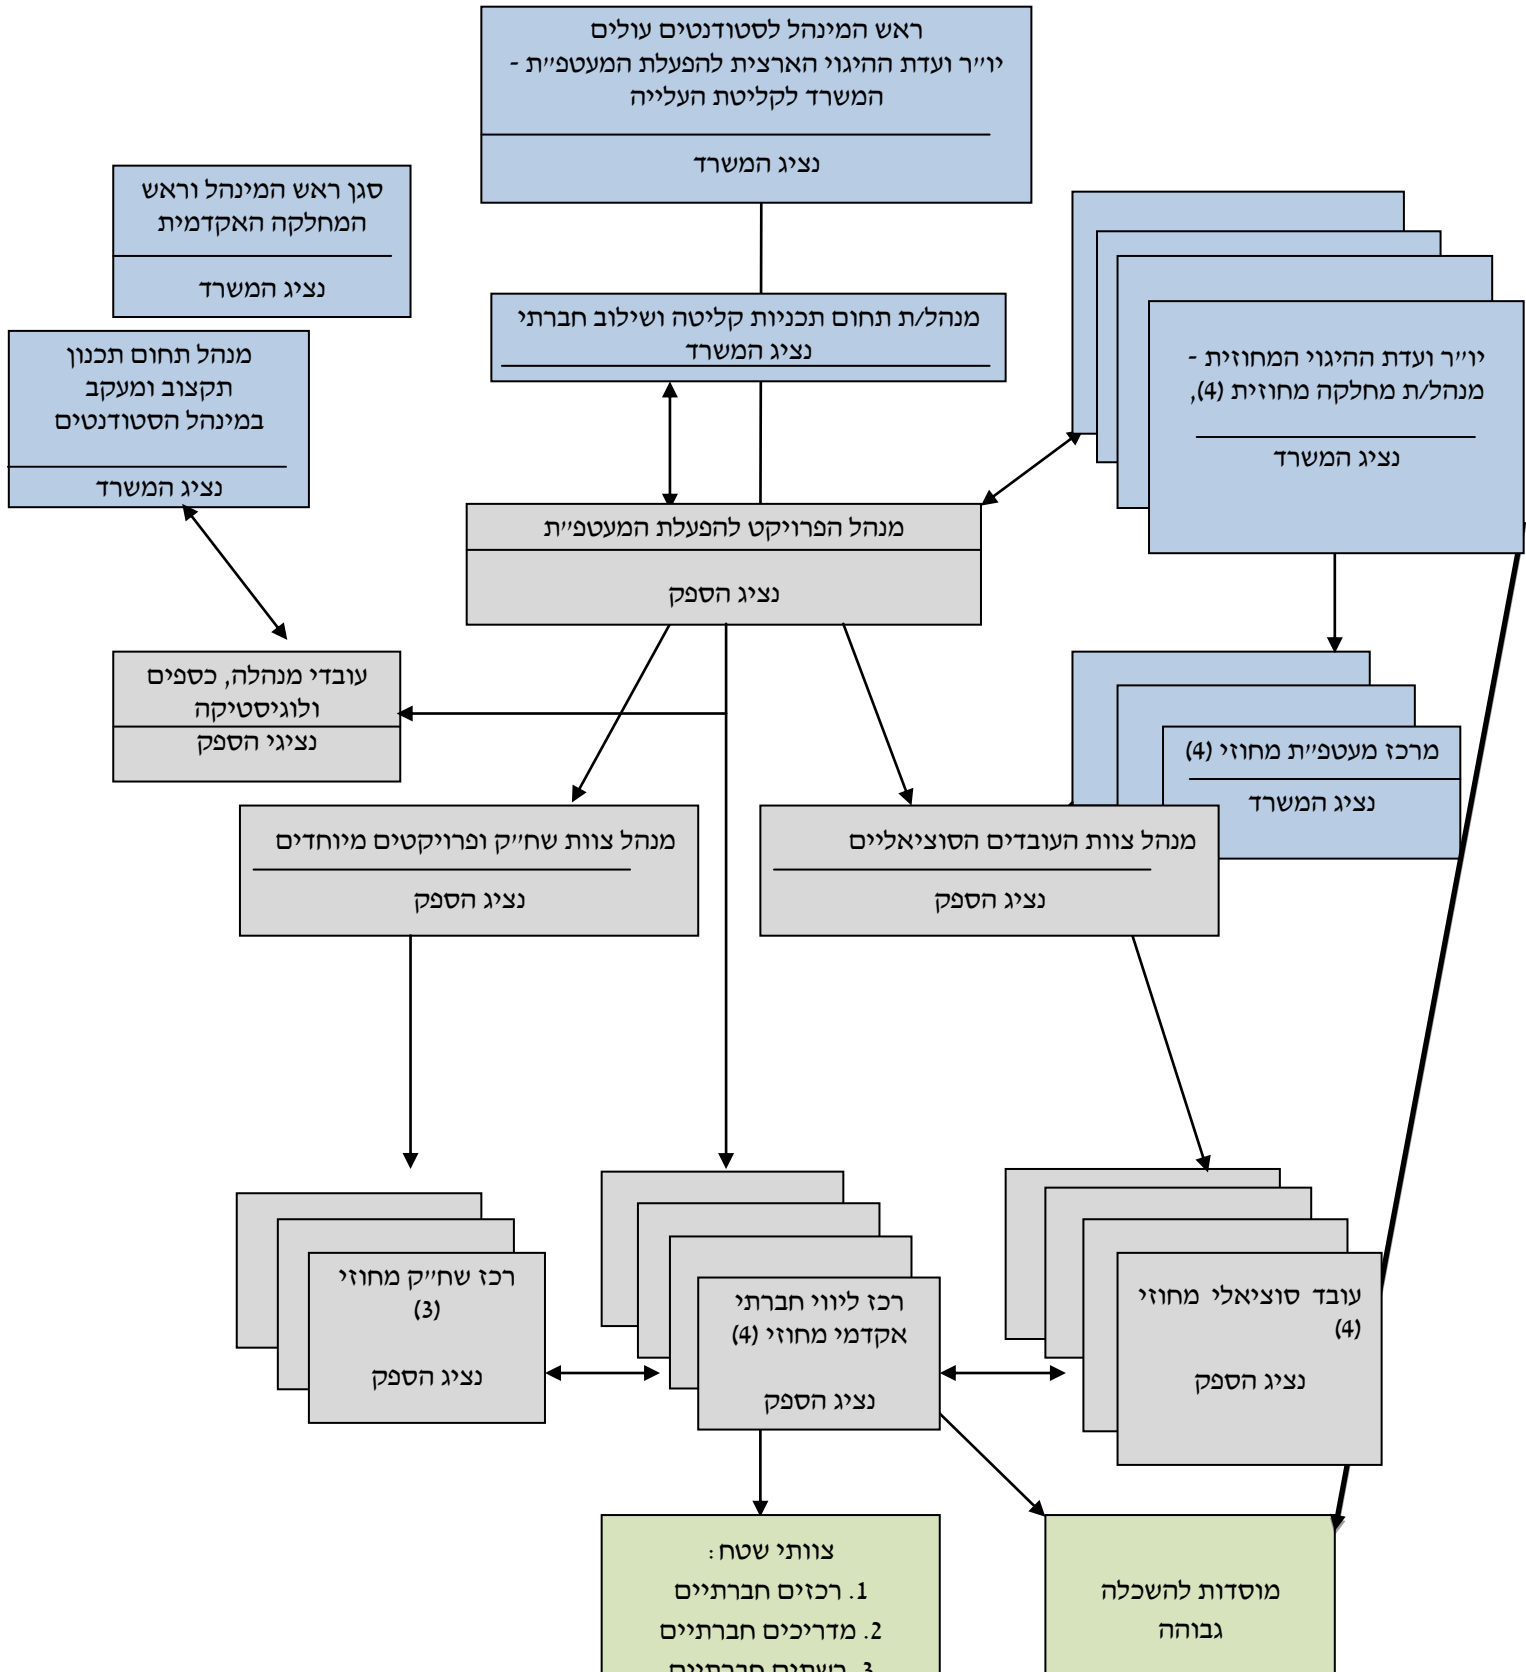 ראש המינהל לסטודנטים עולים
יו״ר ועדת ההיגוי הארצית להפעלת המעטפ״ת -
המשרד לקליטת העלייה
נציג המשרד
סגן ראש המינהל וראש
המחלקה האקדמית
נציג המשרד
מנהל/ת תחום תכניות קליטה ושילוב חברתי
נציג המשרד
יו״ר ועדת ההיגוי המחוזית -
מנהל/ת מחלקה מחוזית (4),
נציג המשרד
מנהל תחום תכנון
תקצוב ומעקב
במינהל הסטודנטים
נציג המשרד
מנהל הפרויקט להפעלת המעטפ״ת
נציג הספק
עובדי מנהלה, כספים
ולוגיסטיקה
נציגי הספק
מרכז מעטפ״ת מחוזי (4)
נציג המשרד
מנהל צוות העובדים הסוציאליים
נציג הספק
מנהל צוות שח״ק ופרויקטים מיוחדים
נציג הספק
עובד סוציאלי מחוזי
(4)
נציג הספק
רכז ליווי חברתי
אקדמי מחוזי (4)
נציג הספק
רכז שח״ק מחוזי
(3)
נציג הספק
מוסדות להשכלה
גבוהה
צוותי שטח:
1. רכזים חברתיים
2. מדריכים חברתיים
3. רשתים חברתיים